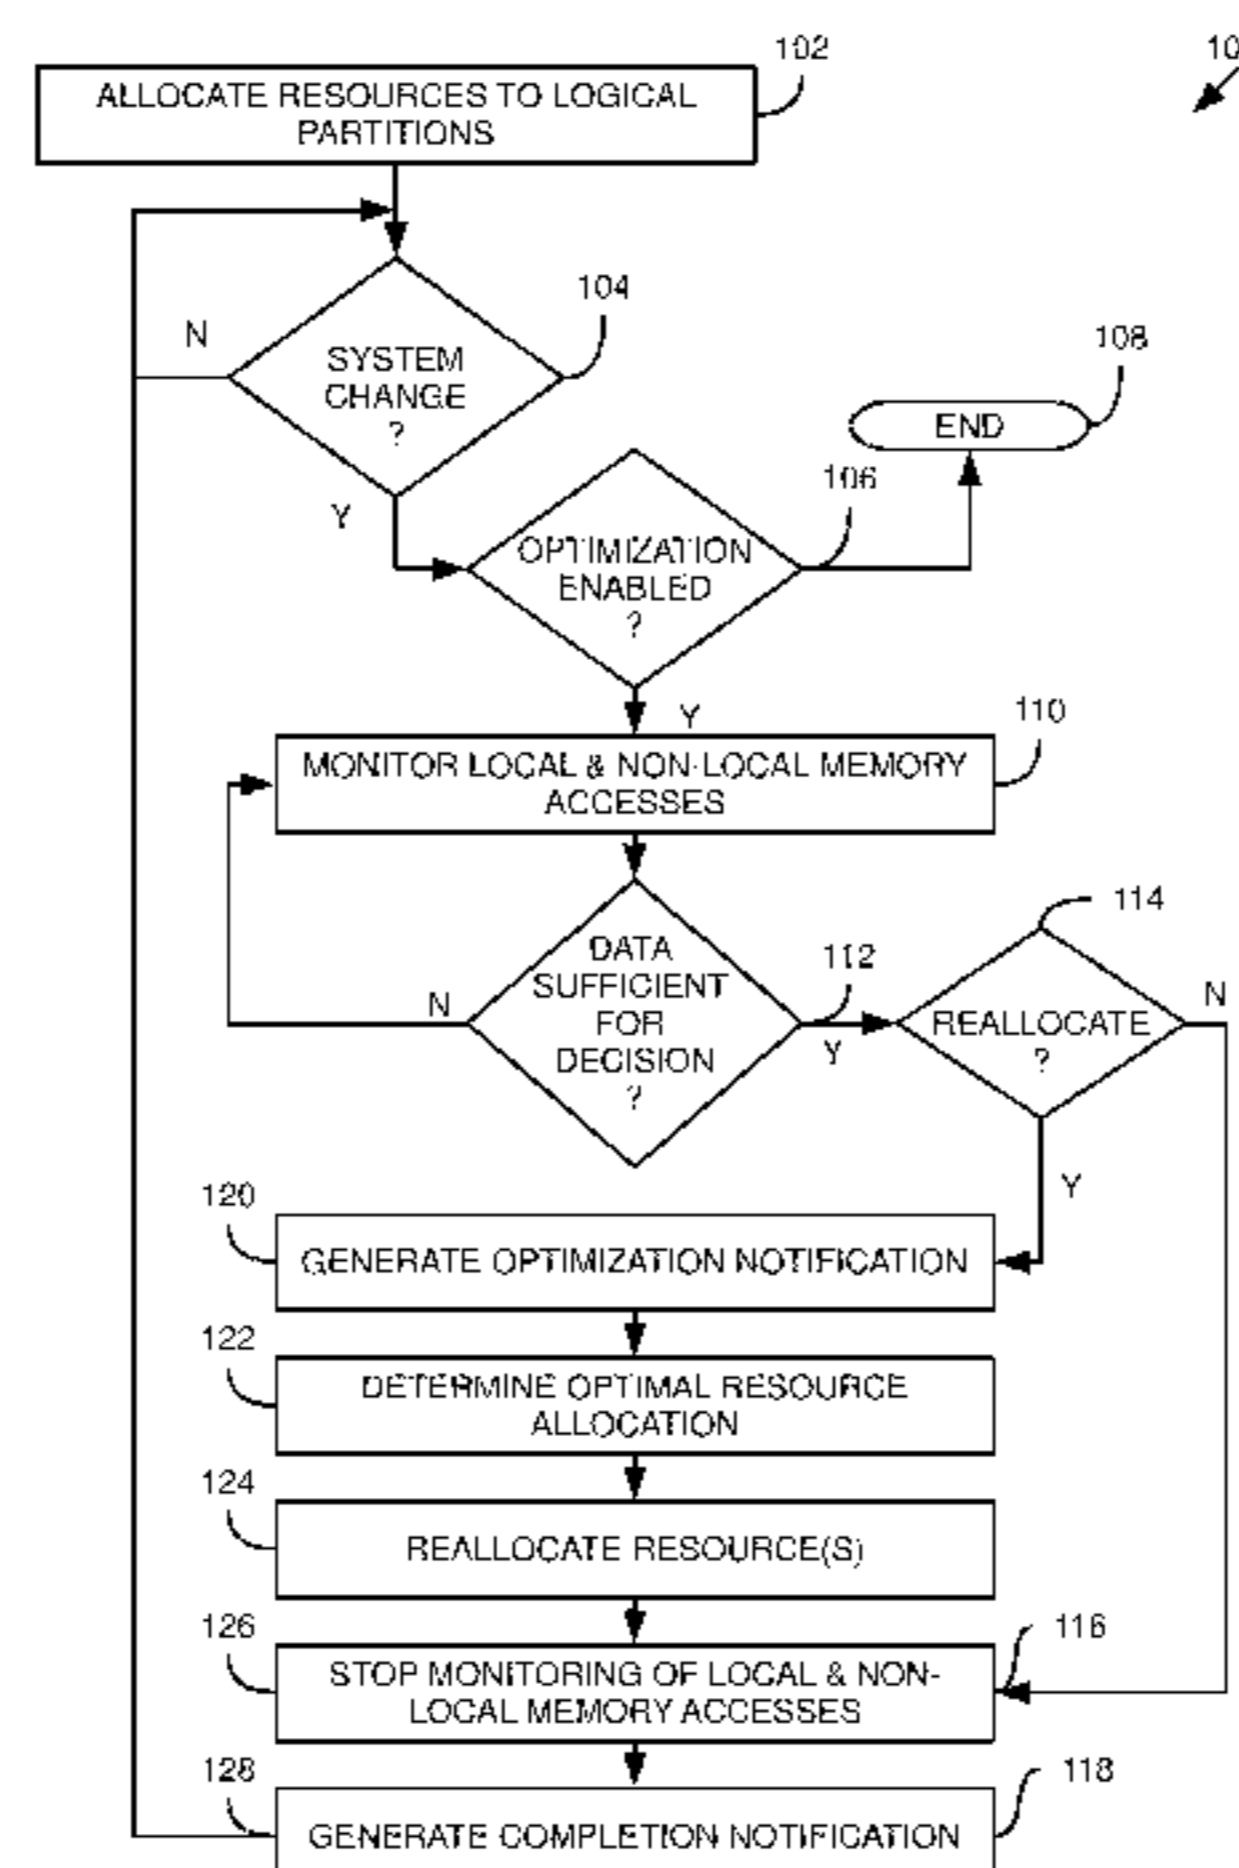 102
10
ALLOCATE RESOURCES TO LOGICAL
PARTITIONS
104
N
SYSTEM
CHANGE
?
108
END
Y
106
OPTIMIZATION
ENABLED
?
Y
110
MONITOR LOCAL & NON-LOCAL MEMORY
ACCESSES
114
DATA
SUFFICIENT
FOR
DECISION
?
112
N
Y
REALLOCATE
?
N
Y
120
GENERATE OPTIMIZATION NOTIFICATION
122
DETERMINE OPTIMAL RESOURCE
ALLOCATION
124
REALLOCATE RESOURCE(S)
126
116
STOP MONITORING OF LOCAL & NON-
LOCAL MEMORY ACCESSES
128
118
GENERATE COMPLETION NOTIFICATION